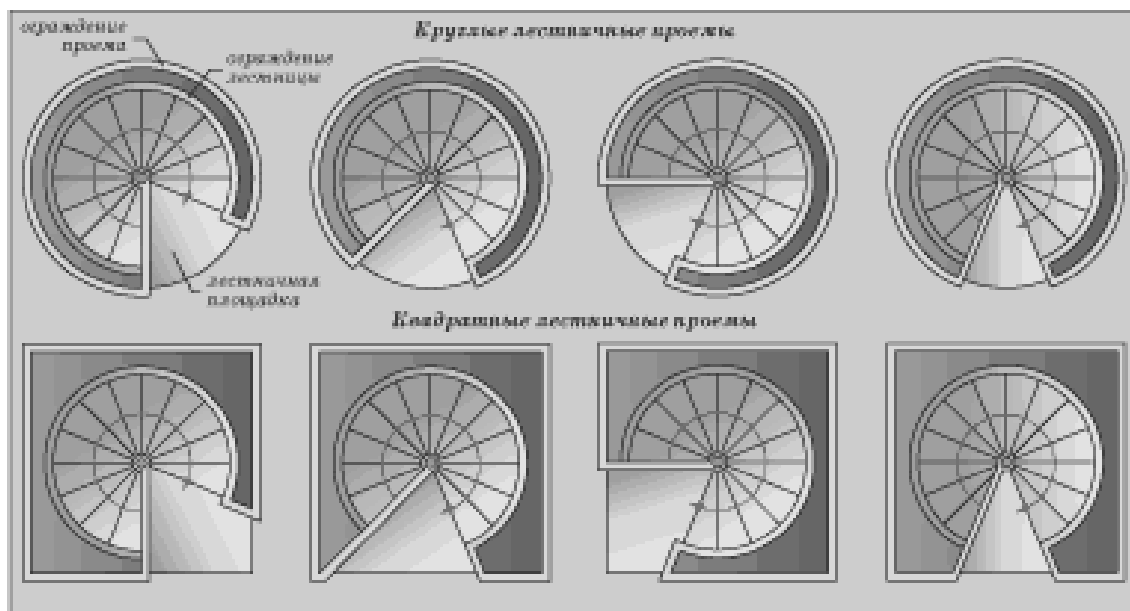 ограждение
проема
Круглые лестничные проемы
ограждение
лестницы
лестничная
площадка
Квадратные лестничные проемы